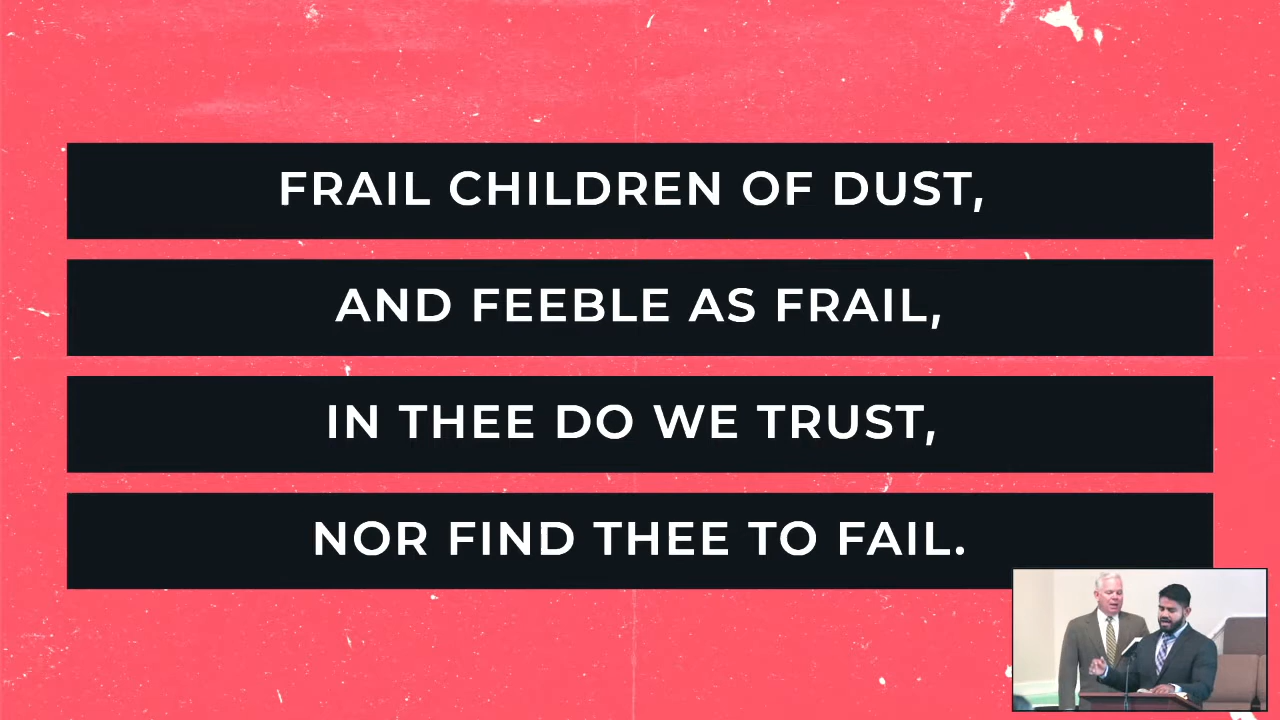 FRAIL CHILDREN OF DUST,
AND FEEBLE AS FRAIL,
IN THEE DO WE TRUST,
NOR FIND THEE TO FAIL.